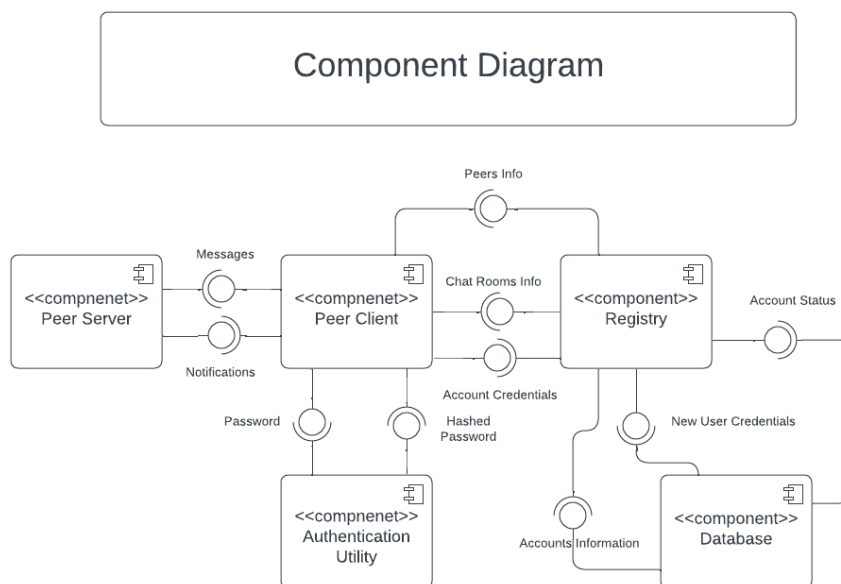 Component Diagram
Peers Info
Messages
<<compnenet>>
Peer Server
Notifications
<<compnenet>>
Peer Client
Chat Rooms Info
Account Credentials
<<component>>
Registry
Account Status
Password
Hashed
Password
New User Credentials
<<compnenet>>
Authentication
Utility
Accounts Information
<<component>>
Database